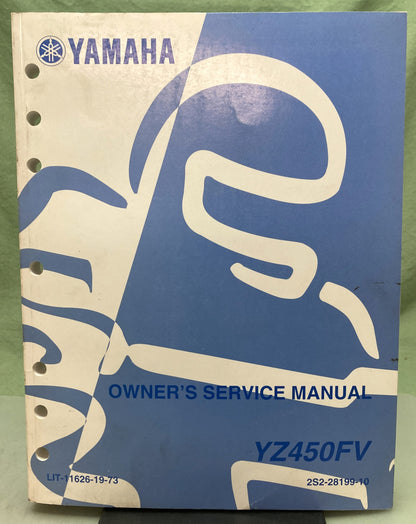 YAMAHA
OWNER'S SERVICE MANUAL
YZ450FV
LIT-11626-19-73 2S2-28199-10